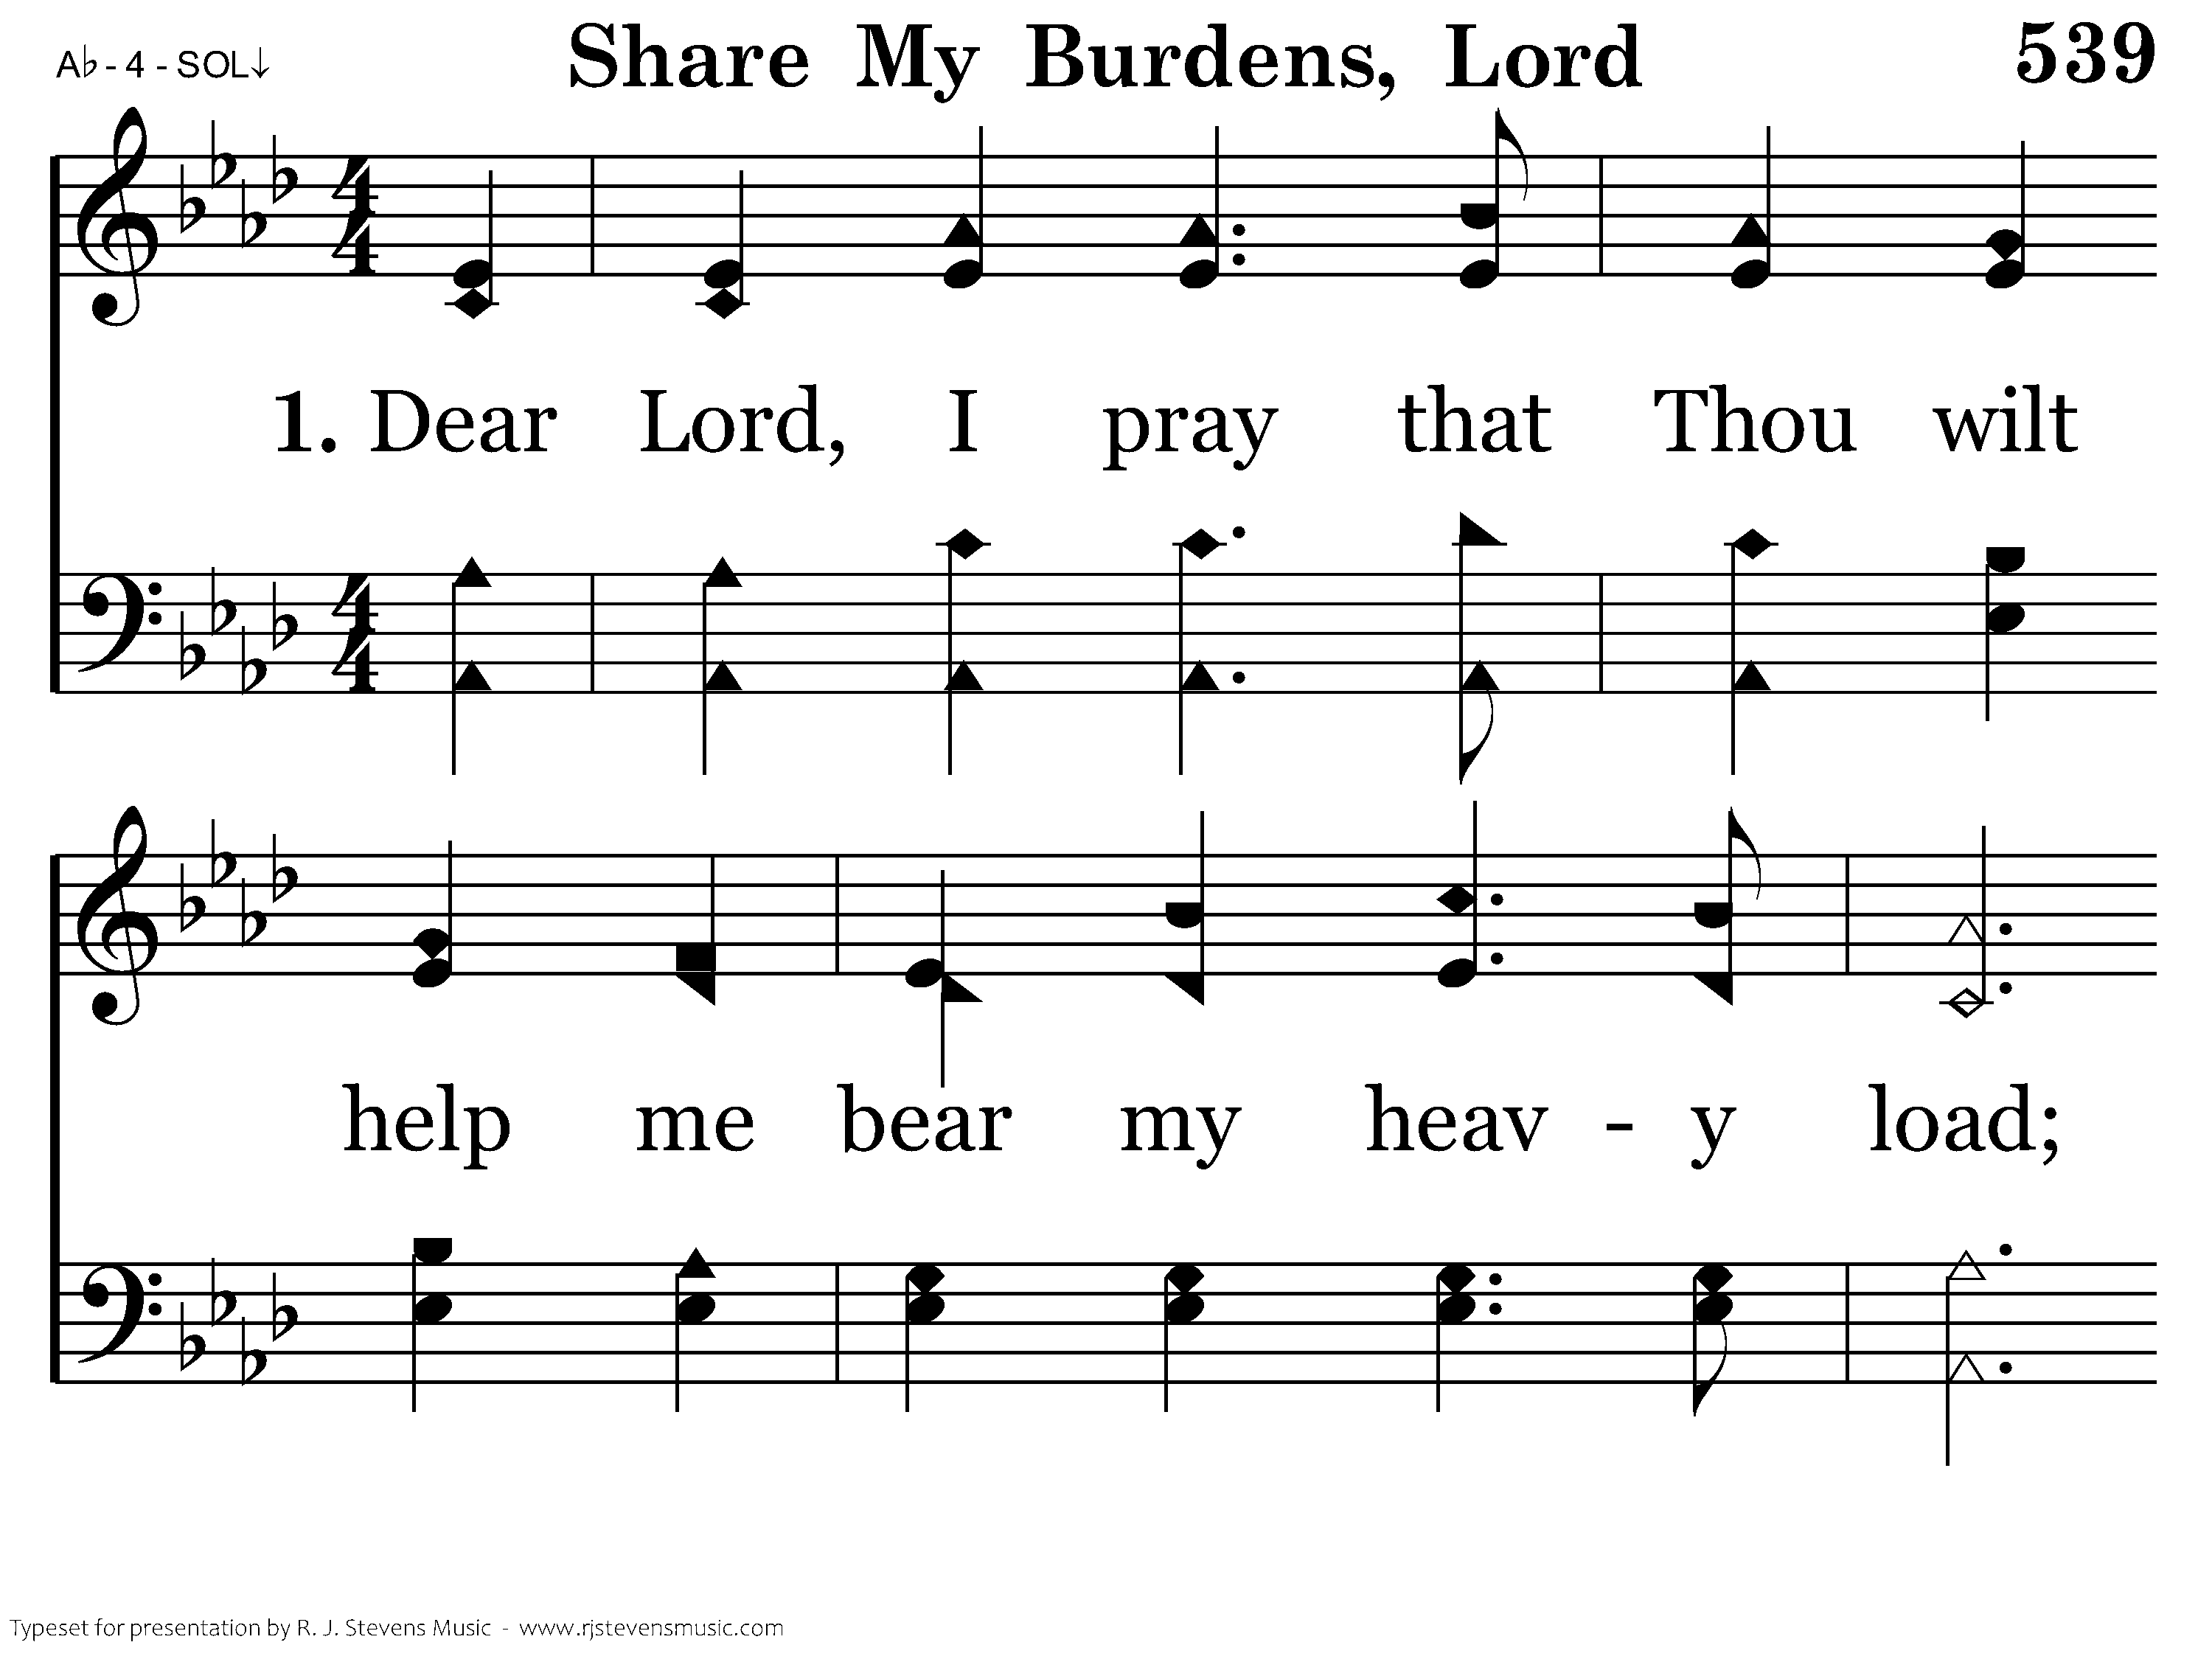 A♭ - 4 - SOL↓
Share My Burdens, Lord
539
1. Dear Lord, I pray that Thou wilt
help me bear my heav - y load;
Typeset for presentation by R. J. Stevens Music - www.rjstevensmusic.com